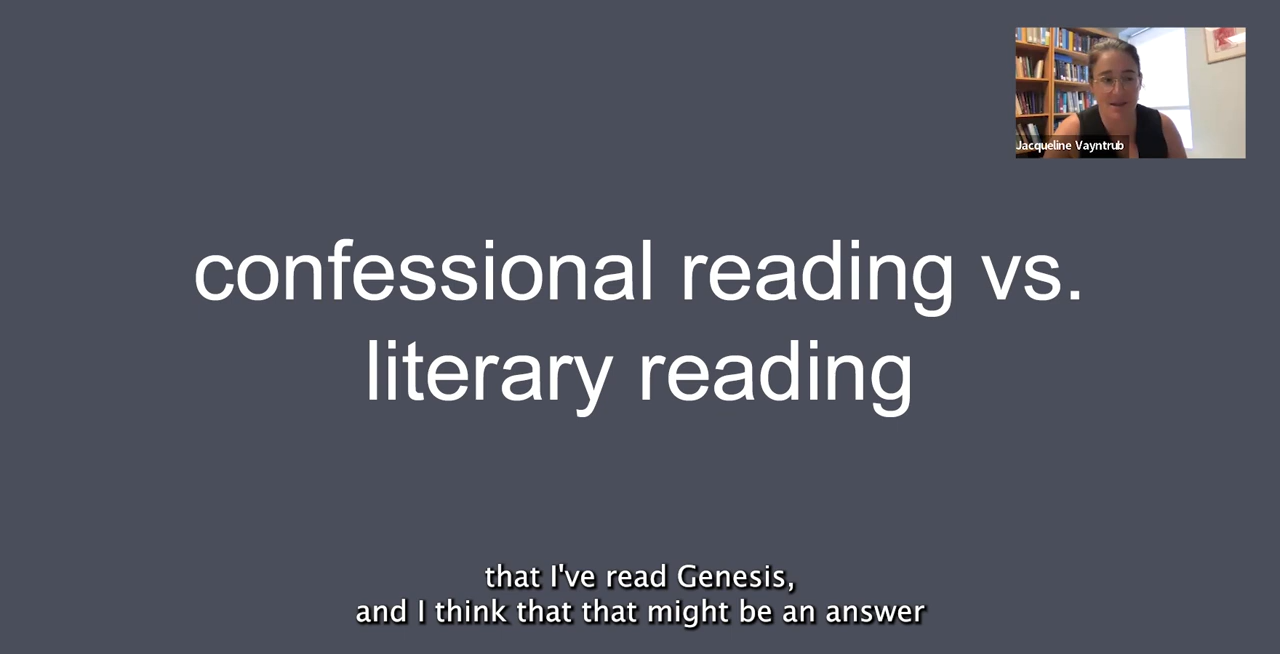 Jacqueline Vayntrub
confessional reading vs.
literary reading
that I've read Genesis,
and I think that that might be an answer